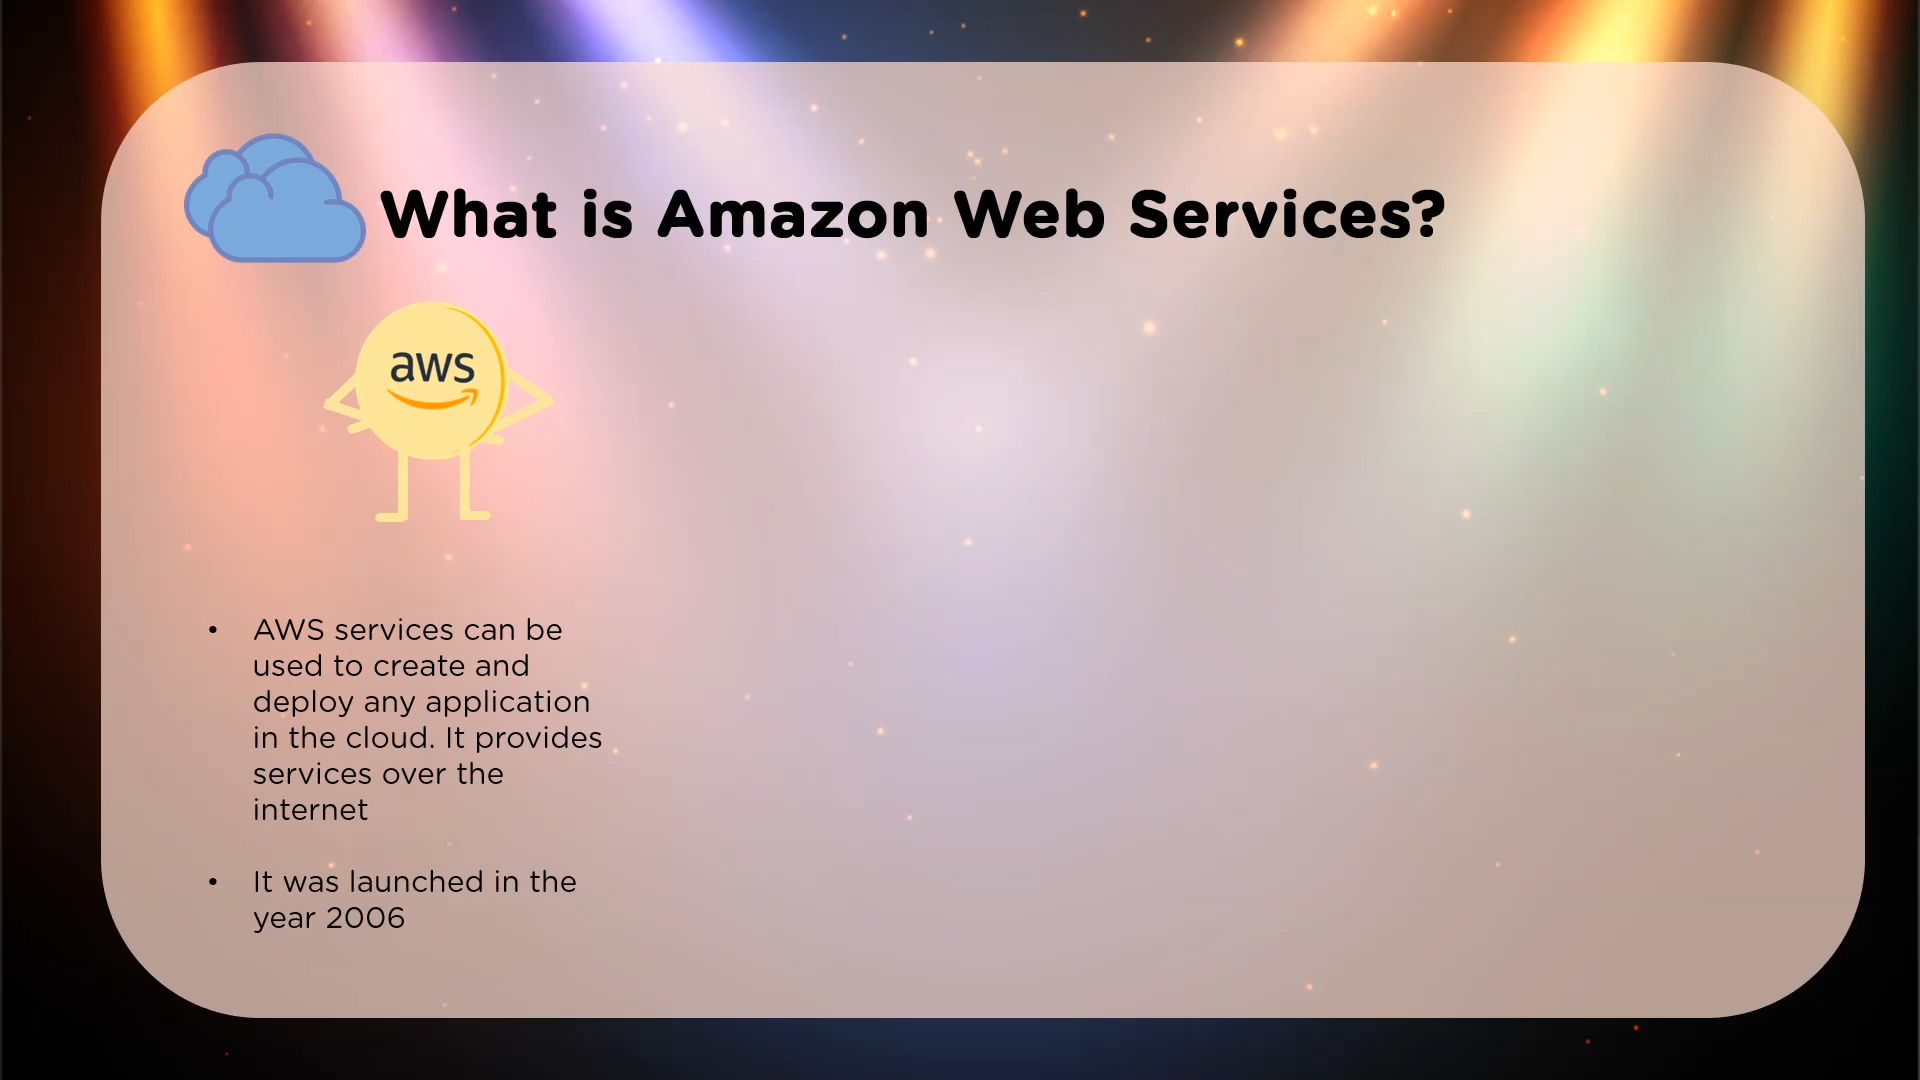 What is Amazon Web Services?
aws
• AWS services can be
used to create and
deploy any application
in the cloud. It provides
services over the
internet
• It was launched in the
year 2006